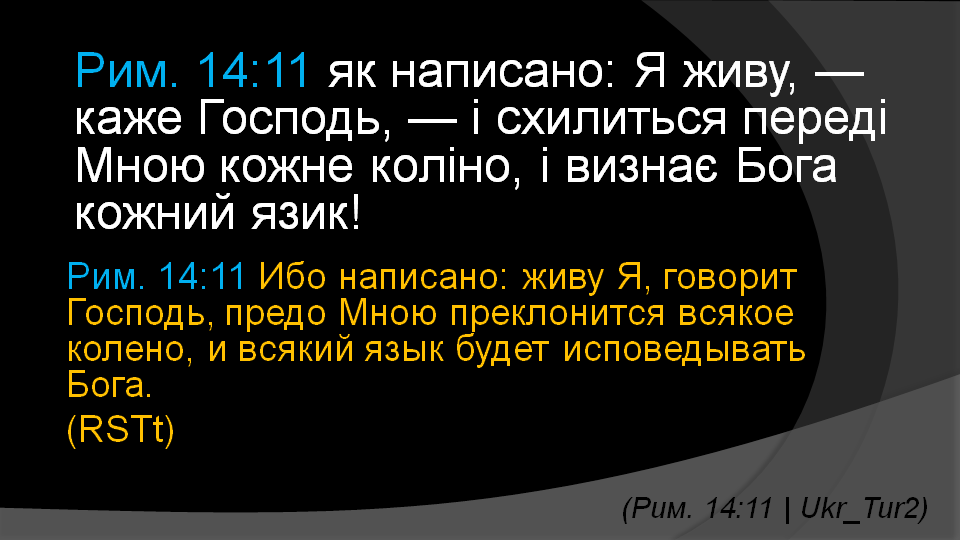 Рим. 14:11 як написано: Я живу, —
каже Господь, — і схилиться переді
Мною кожне коліно, і визнає Бога
кожний язик!
Рим. 14:11 Ибо написано: живу Я, говорит
Господь, предо Мною преклонится всякое
колено, и всякий язык будет исповедывать
Бога.
(RSTt)
(Рим. 14:11 | Ukr_Tur2)